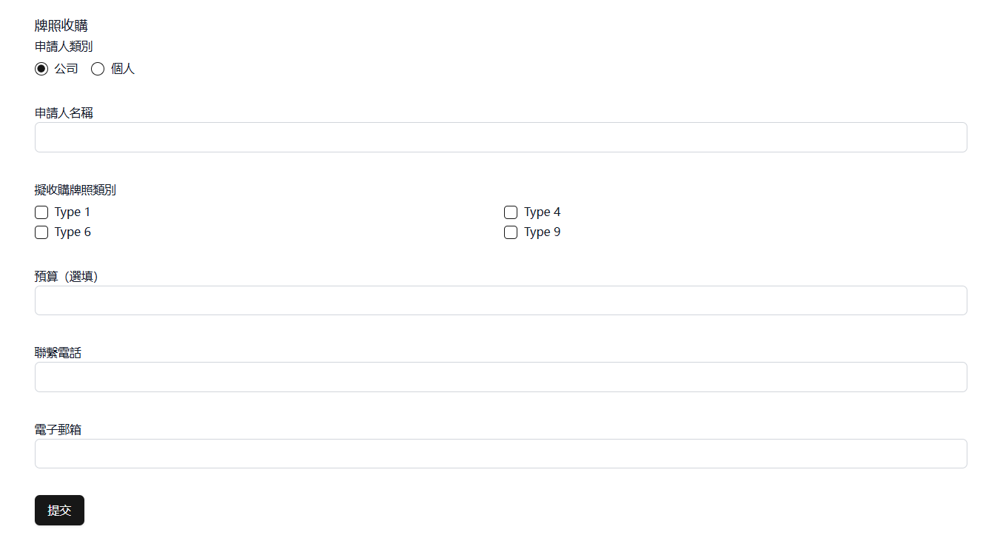 牌照收購
申請人類別
公司 個人
申請人名稱
擬收購牌照類別
Type 1 Type 4
Type 6 Type 9
預算（選填）
聯繫電話
電子郵箱
提交